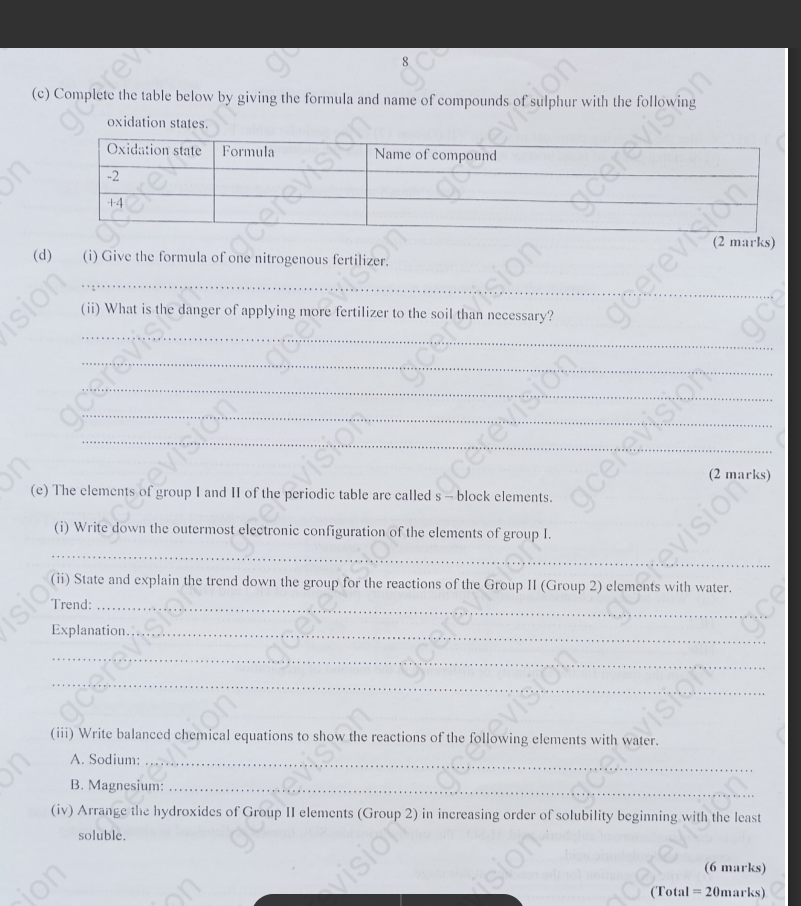 8
(c) Complete the table below by giving the formula and name of compounds of sulphur with the following
oxidation states.
Oxidation state Formula Name of compound
-2
+4
(2 marks)
(d) (i) Give the formula of one nitrogenous fertilizer.
(ii) What is the danger of applying more fertilizer to the soil than necessary?
(2 marks)
(e) The elements of group I and II of the periodic table are called s – block elements.
(i) Write down the outermost electronic configuration of the elements of group I.
(ii) State and explain the trend down the group for the reactions of the Group II (Group 2) elements with water.
Trend:
Explanation
(iii) Write balanced chemical equations to show the reactions of the following elements with water.
A. Sodium:
B. Magnesium:
(iv) Arrange the hydroxides of Group II elements (Group 2) in increasing order of solubility beginning with the least
soluble.
(6 marks)
(Total = 20marks)
gcerevision